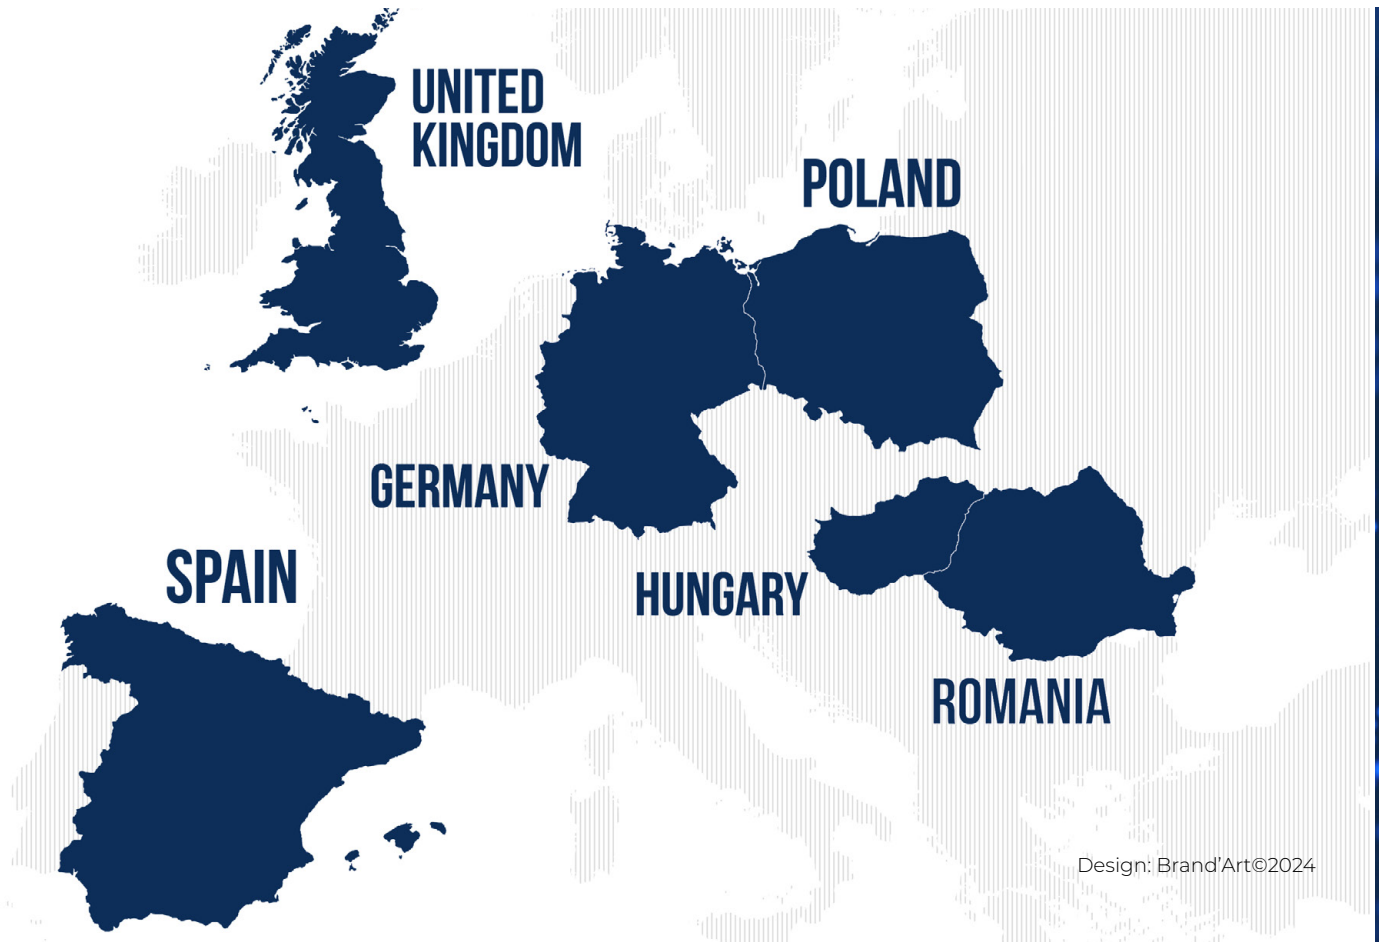 UNITED
KINGDOM
POLAND
GERMANY
SPAIN
HUNGARY
ROMANIA
Design: Brand’Art©2024